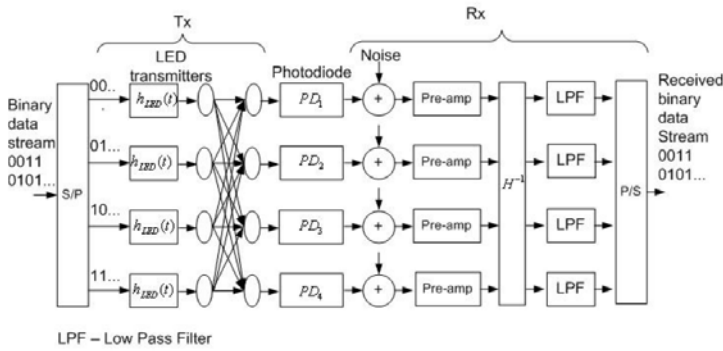 Tx
Rx
LED
transmitters
Photodiode
Noise
Binary
data
stream
0011
0101...
S/P
00..
.
h_LED(t)
PD₁
+
Pre-amp
LPF
01...
h_LED(t)
PD₂
+
Pre-amp
LPF
10...
h_LED(t)
PD₃
+
Pre-amp
LPF
11...
h_LED(t)
PD₄
+
Pre-amp
LPF
H⁻¹
P/S
Received
binary
data
Stream
0011
0101...
LPF – Low Pass Filter